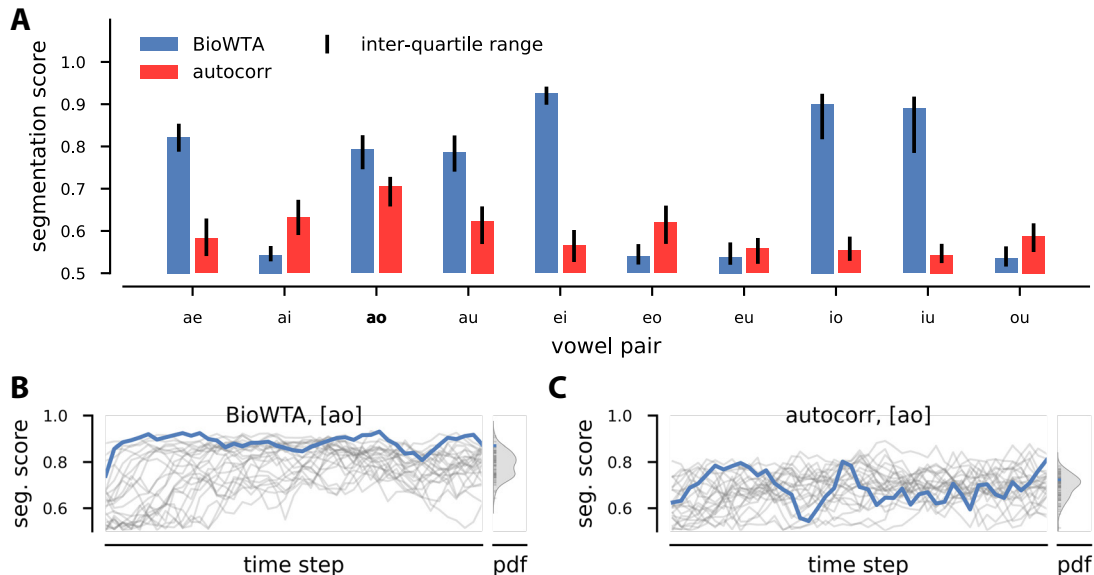 A
BioWTA
autocorr
inter-quartile range
segmentation score
1.0
0.9
0.8
0.7
0.6
0.5
ae ai ao au ei eo eu io iu ou
vowel pair
B
BioWTA, [ao]
seg. score
1.0
0.8
0.6
time step
pdf
C
autocorr, [ao]
seg. score
1.0
0.8
0.6
time step
pdf